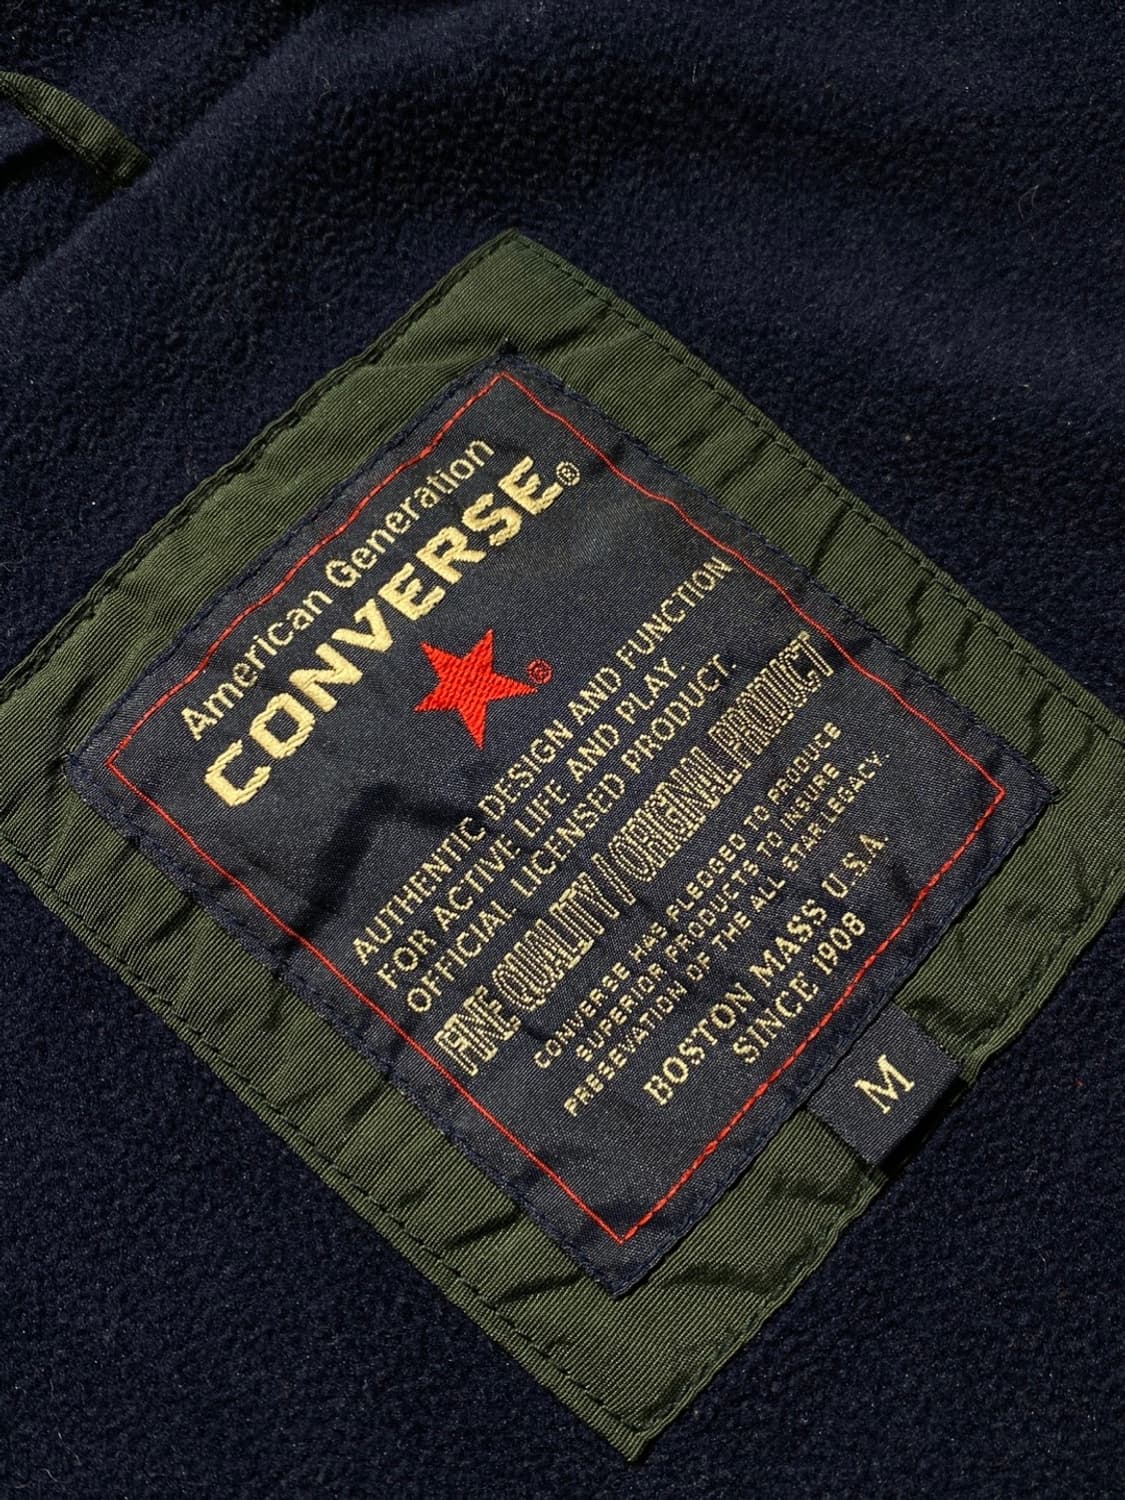 American Generation
CONVERSE®
®
AUTHENTIC DESIGN AND FUNCTION
FOR ACTIVE LIFE AND PLAY.
OFFICIAL LICENSED PRODUCT.
FINE QUALITY / ORIGINAL PRODUCT
CONVERSE HAS PLEDGED TO PRODUCE
SUPERIOR PRODUCTS TO INSURE
PRESEVATION OF THE ALL STAR LEGACY.
BOSTON MASS U.S.A.
SINCE 1908
M